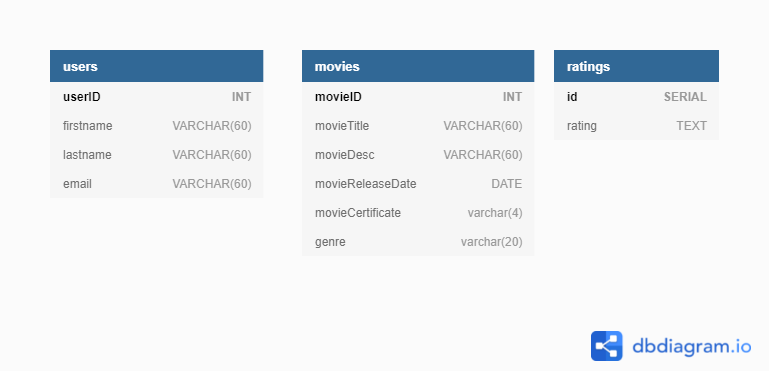 users
userID INT
firstname VARCHAR(60)
lastname VARCHAR(60)
email VARCHAR(60)
movies
movieID INT
movieTitle VARCHAR(60)
movieDesc VARCHAR(60)
movieReleaseDate DATE
movieCertificate varchar(4)
genre varchar(20)
ratings
id SERIAL
rating TEXT
dbdiagram.io